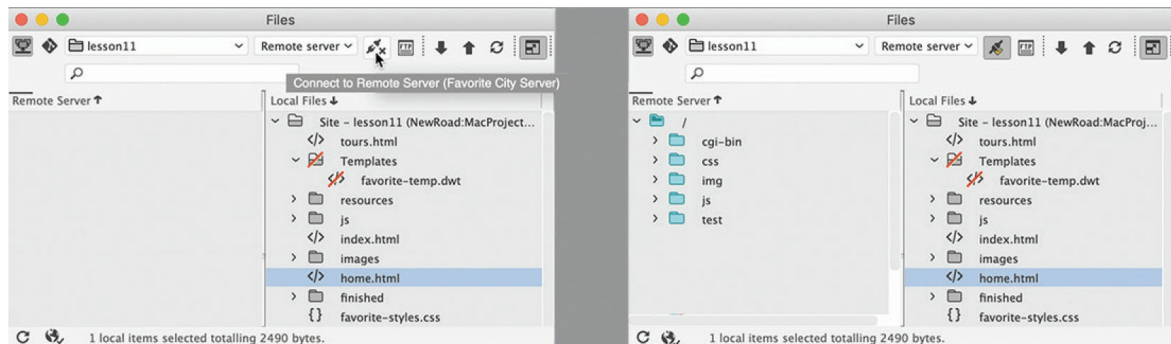 Files
lesson11 Remote server FTP
Connect to Remote Server (Favorite City Server)
Remote Server Local Files
Site – lesson11 (NewRoad:MacProject...
tours.html
Templates
favorite-temp.dwt
resources
js
index.html
images
home.html
finished
favorite-styles.css
1 local items selected totalling 2490 bytes.
Files
lesson11 Remote server FTP
Remote Server Local Files
/
cgi-bin
css
img
js
test
Site – lesson11 (NewRoad:MacProj...
tours.html
Templates
favorite-temp.dwt
resources
js
index.html
images
home.html
finished
favorite-styles.css
1 local items selected totalling 2490 bytes.